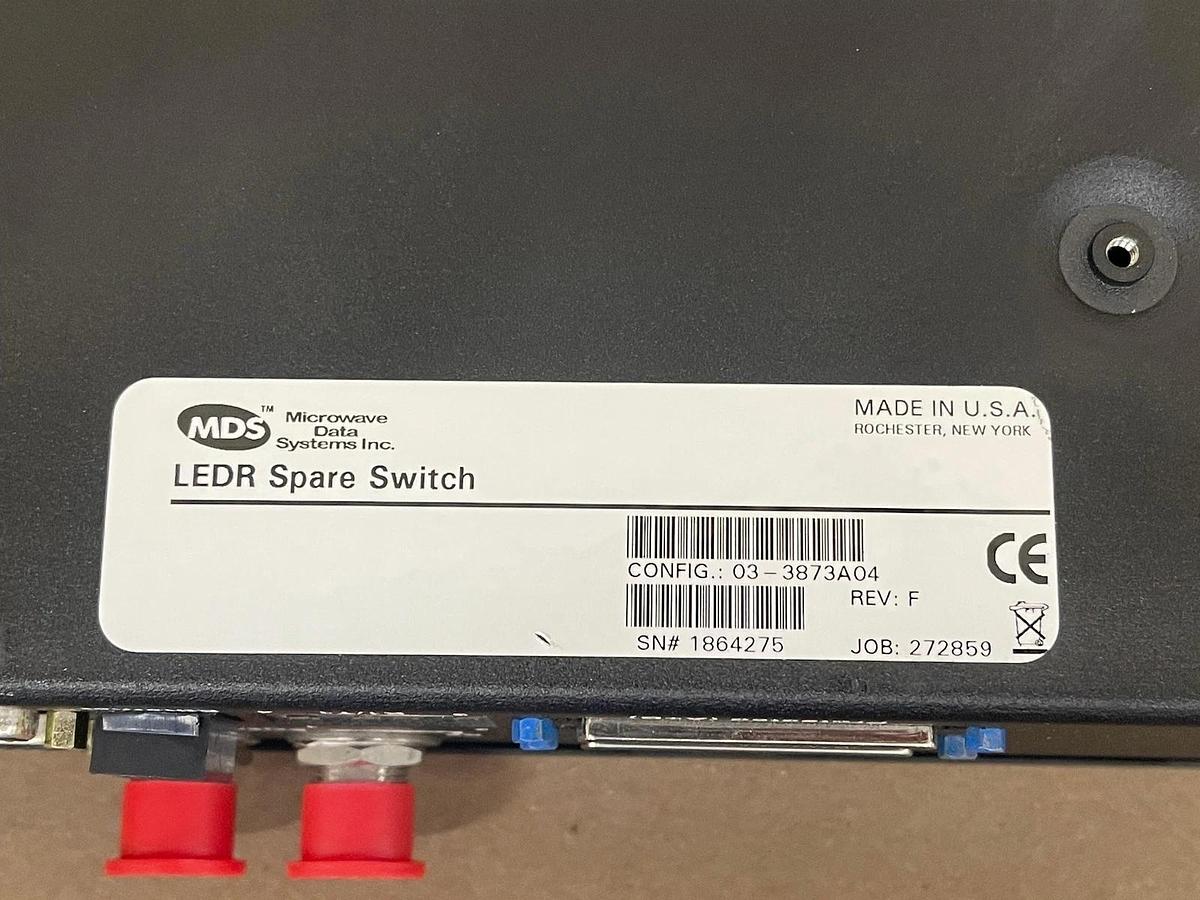 MDS™ Microwave
Data
Systems Inc.
MADE IN U.S.A.
ROCHESTER, NEW YORK
LEDR Spare Switch
CE
CONFIG.: 03-3873A04
REV: F
SN# 1864275
JOB: 272859